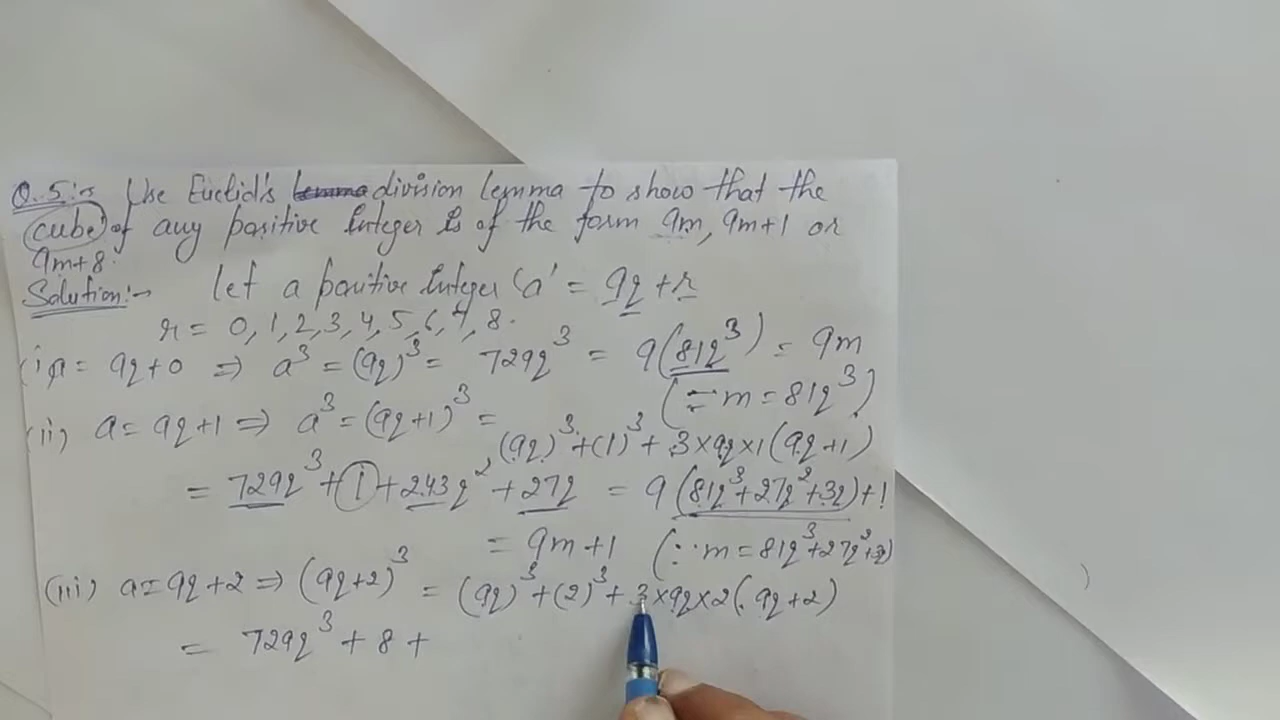 Q.5:- Use Euclid's lemma division lemma to show that the
cube of any positive integer is of the form 9m, 9m+1 or
9m+8.
Solution:- let a positive integer 'a' = 9q + r
r = 0, 1, 2, 3, 4, 5, 6, 7, 8.
(i) a = 9q+0 ⇒ a³ = (9q)³ = 729q³ = 9(81q³) = 9m
(∵ m = 81q³)
(ii) a = 9q+1 ⇒ a³ = (9q+1)³ =
(9q)³ + (1)³ + 3×9q×1(9q+1)
= 729q³ + 1 + 243q² + 27q = 9(81q³+27q²+3q)+1
= 9m+1 (∵ m = 81q³+27q²+3q)
(iii) a = 9q+2 ⇒ (9q+2)³ = (9q)³ + (2)³ + 3×9q×2(9q+2)
= 729q³ + 8 +